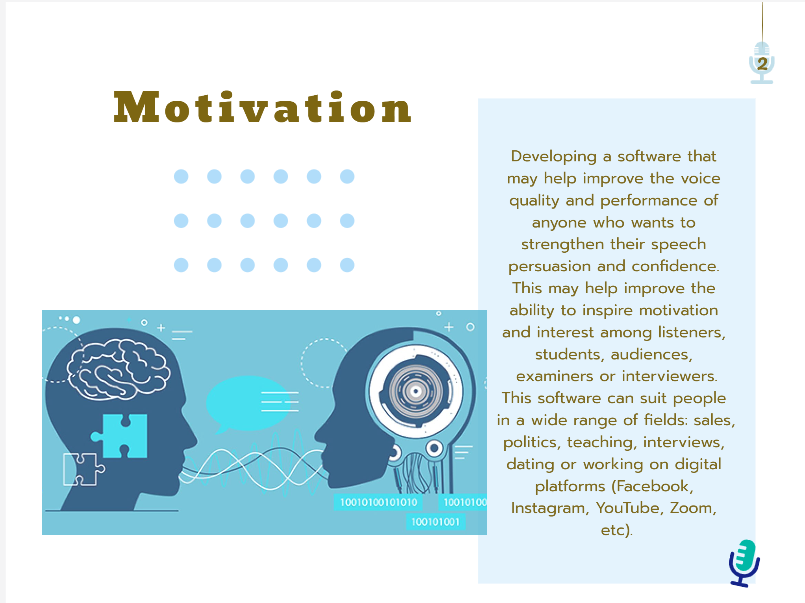 2
Motivation
Developing a software that
may help improve the voice
quality and performance of
anyone who wants to
strengthen their speech
persuasion and confidence.
This may help improve the
ability to inspire motivation
and interest among listeners,
students, audiences,
examiners or interviewers.
This software can suit people
in a wide range of fields: sales,
politics, teaching, interviews,
dating or working on digital
platforms (Facebook,
Instagram, YouTube, Zoom,
etc).
10010100101010
1001010
100101001